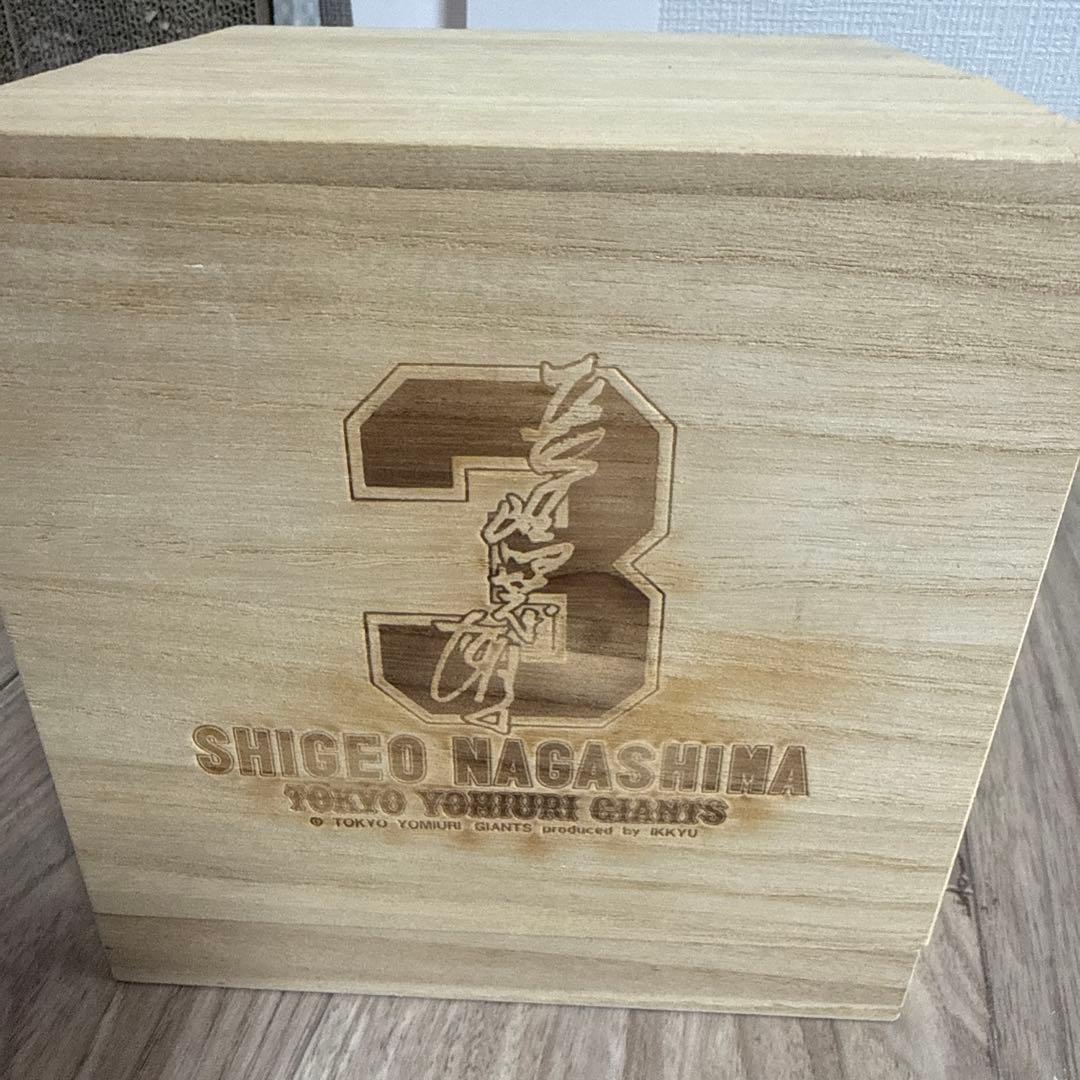 3
SHIGEO NAGASHIMA
TOKYO YOMIURI GIANTS
© TOKYO YOMIURI GIANTS produced by IKKYU